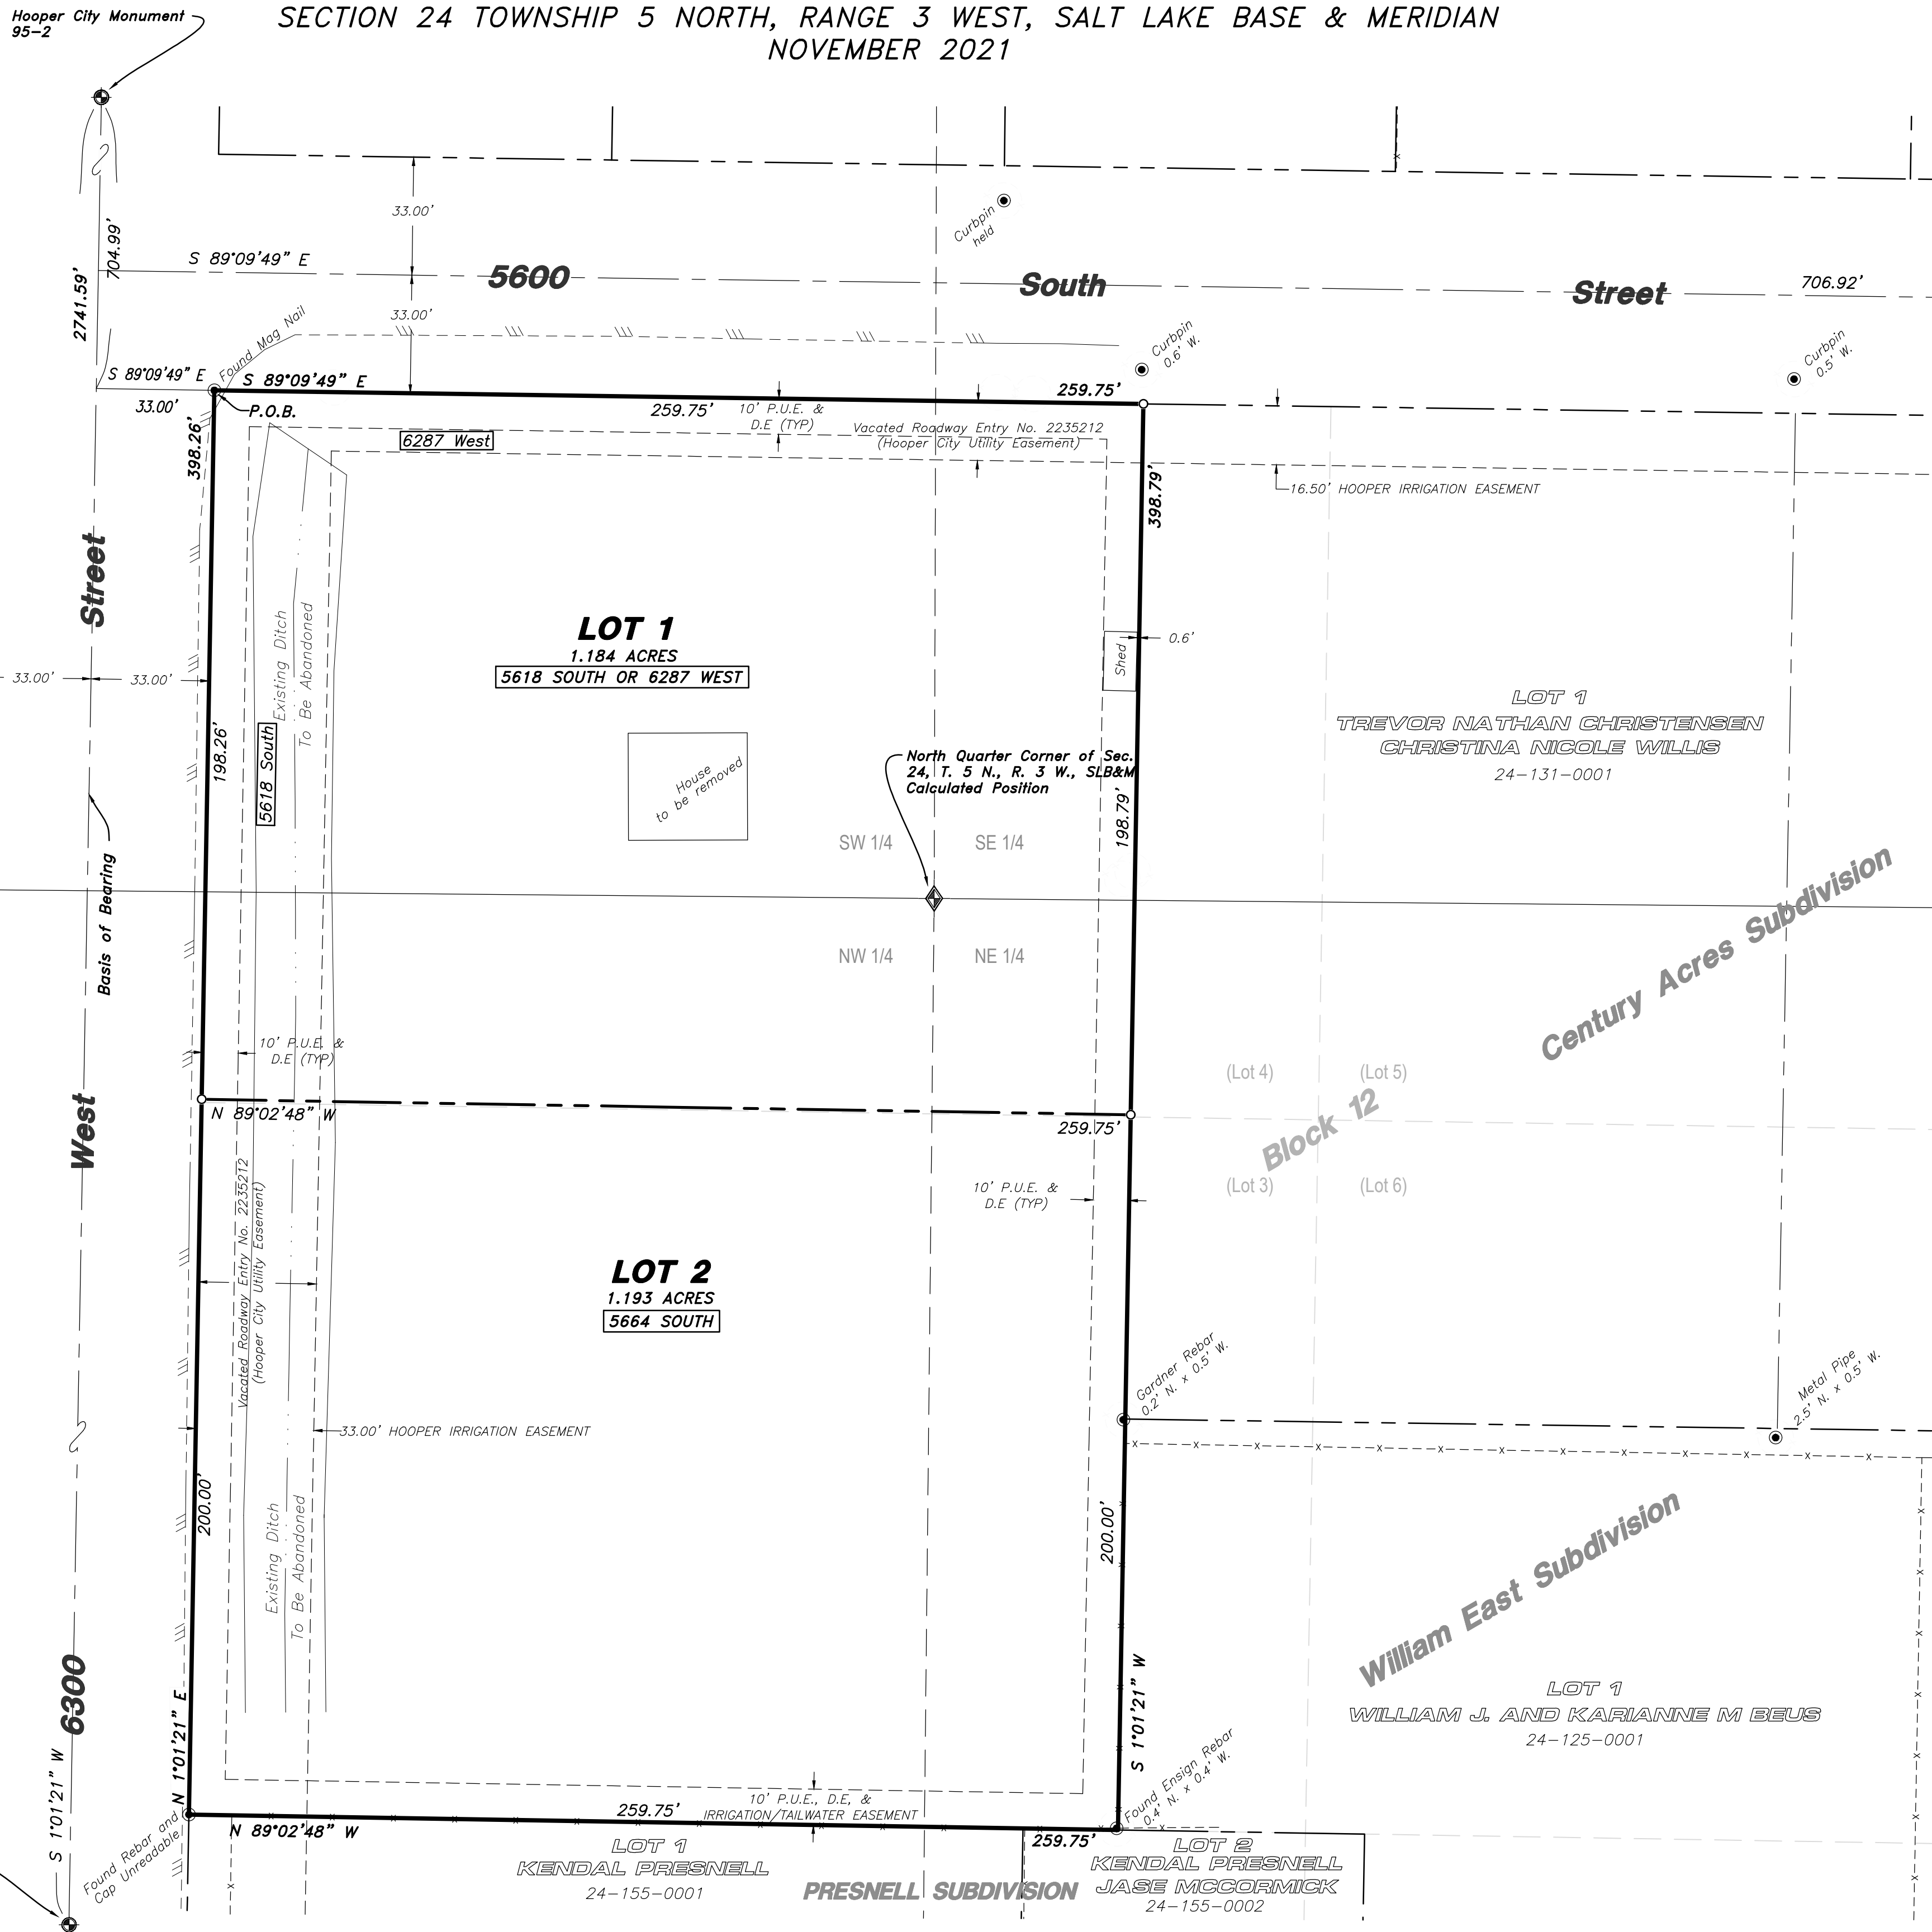 Hooper City Monument
95-2
SECTION 24 TOWNSHIP 5 NORTH, RANGE 3 WEST, SALT LAKE BASE & MERIDIAN
NOVEMBER 2021
33.00'
Curbpin
held
704.99'
2741.59'
S 89°09'49" E
5600
South
Street
706.92'
33.00'
Found Mag Nail
Curbpin
0.6' W.
Curbpin
0.5' W.
S 89°09'49" E
S 89°09'49" E
259.75'
33.00'
P.O.B.
259.75'
10' P.U.E. &
D.E (TYP)
Vacated Roadway Entry No. 2235212
(Hooper City Utility Easement)
6287 West
398.26'
398.79'
16.50' HOOPER IRRIGATION EASEMENT
Street
Existing Ditch
To Be Abandoned
LOT 1
1.184 ACRES
5618 SOUTH OR 6287 WEST
Shed
0.6'
33.00'
33.00'
198.26'
5618 South
House
to be removed
North Quarter Corner of Sec.
24, T. 5 N., R. 3 W., SLB&M
Calculated Position
198.79'
LOT 1
TREVOR NATHAN CHRISTENSEN
CHRISTINA NICOLE WILLIS
24-131-0001
SW 1/4
SE 1/4
Basis of Bearing
NW 1/4
NE 1/4
Century Acres Subdivision
10' P.U.E. &
D.E (TYP)
(Lot 4)
(Lot 5)
Block 12
N 89°02'48" W
259.75'
West
Vacated Roadway Entry No. 2235212
(Hooper City Utility Easement)
10' P.U.E. &
D.E (TYP)
(Lot 3)
(Lot 6)
LOT 2
1.193 ACRES
5664 SOUTH
Gardner Rebar
0.2' N. x 0.5' W.
Metal Pipe
2.5' N. x 0.5' W.
33.00' HOOPER IRRIGATION EASEMENT
200.00'
Existing Ditch
To Be Abandoned
200.00'
William East Subdivision
6300
S 1°01'21" W
N 1°01'21" E
S 1°01'21" W
LOT 1
WILLIAM J. AND KARIANNE M BEUS
24-125-0001
Found Ensign Rebar
0.4' N. x 0.4' W.
10' P.U.E., D.E, &
IRRIGATION/TAILWATER EASEMENT
259.75'
N 89°02'48" W
259.75'
Found Rebar and
Cap Unreadable
LOT 1
KENDAL PRESNELL
24-155-0001
PRESNELL SUBDIVISION
LOT 2
KENDAL PRESNELL
JASE MCCORMICK
24-155-0002